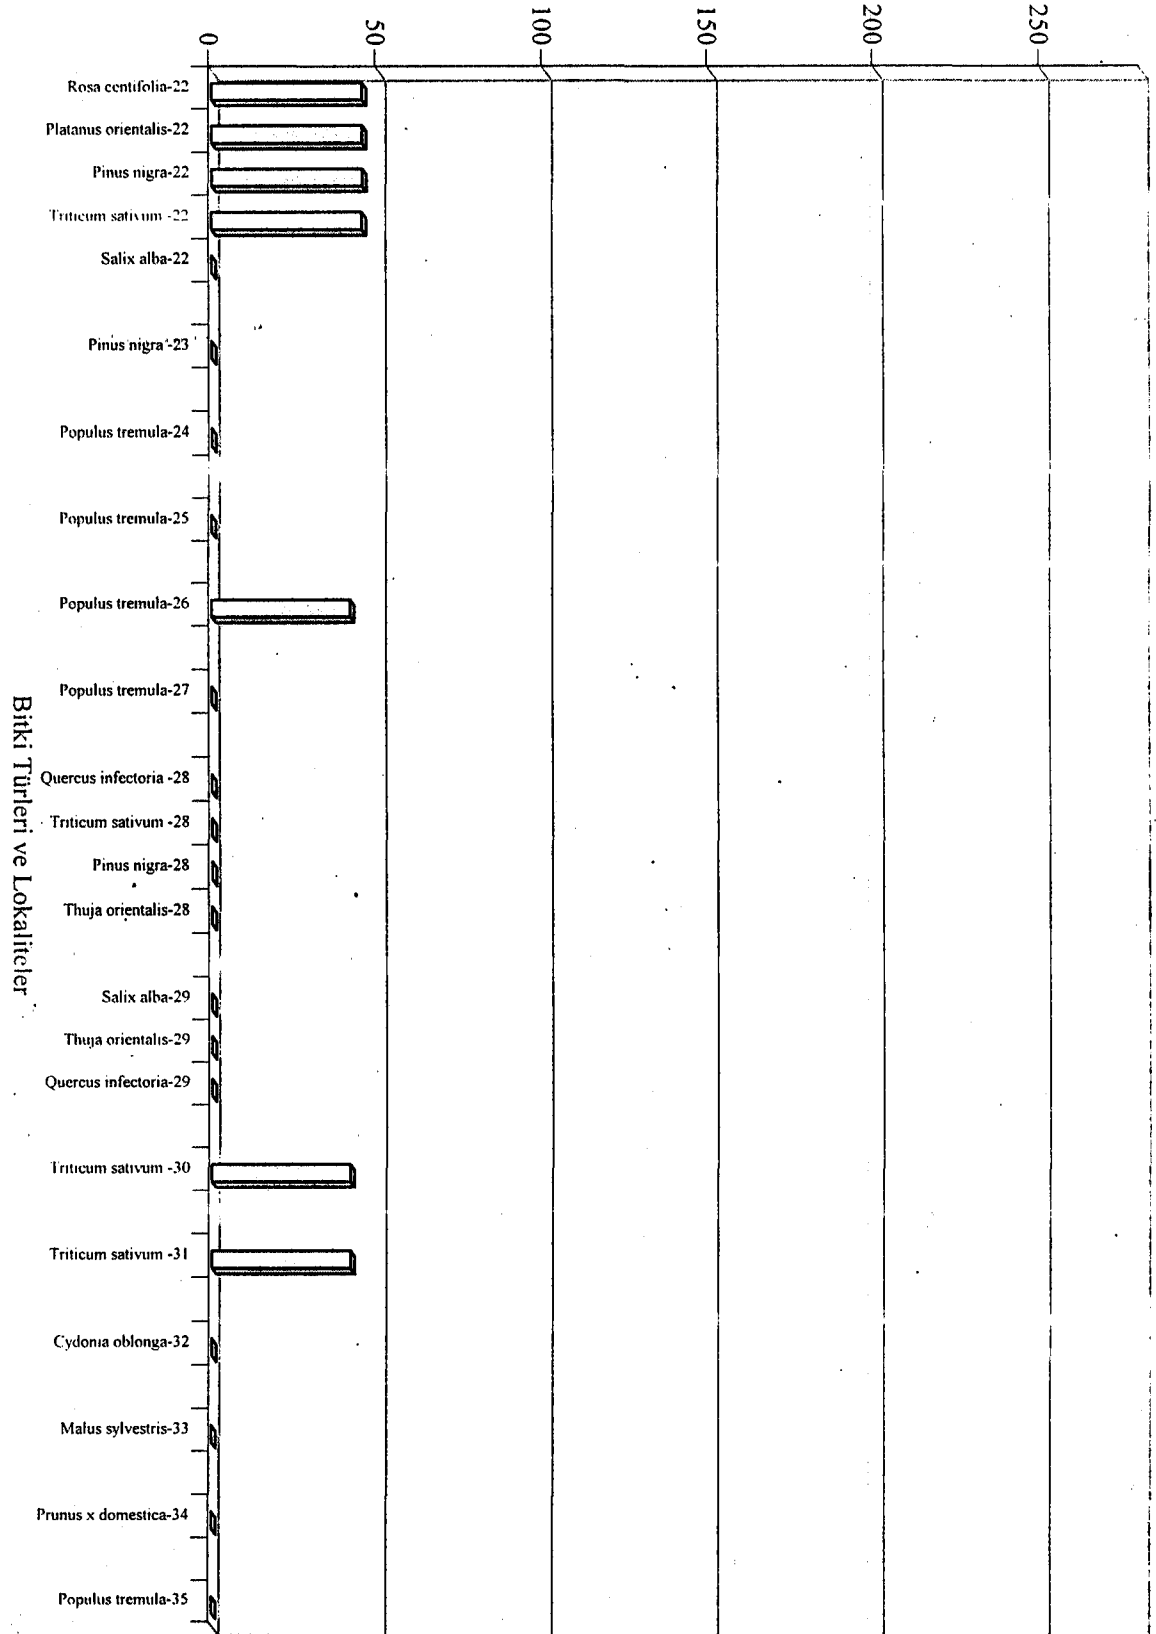 0
50
100
150
200
250
Rosa centifolia-22
Platanus orientalis-22
Pinus nigra-22
Triticum sativum -22
Salix alba-22
Pinus nigra -23
Populus tremula-24
Populus tremula-25
Populus tremula-26
Populus tremula-27
Quercus infectoria -28
Triticum sativum -28
Pinus nigra-28
Thuja orientalis-28
Salix alba-29
Thuja orientalis-29
Quercus infectoria-29
Triticum sativum -30
Triticum sativum -31
Cydonia oblonga-32
Malus sylvestris-33
Prunus x domestica-34
Populus tremula-35
Bitki Türleri ve Lokaliteler